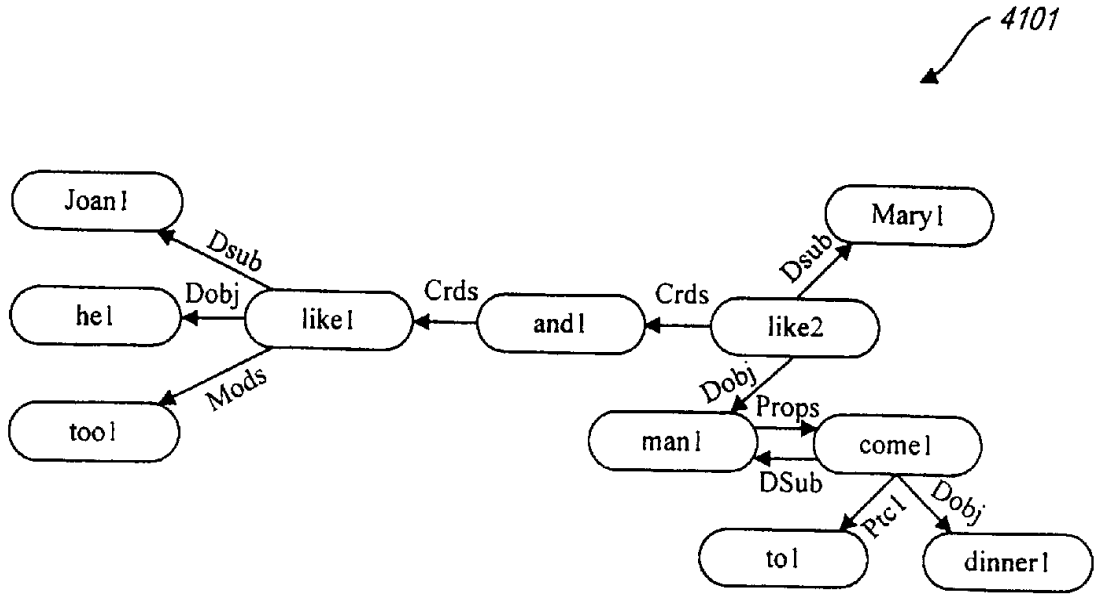 4101
Joan1
Mary1
Dsub
Dsub
Dobj
Crds
Crds
he1
like1
and1
like2
Mods
Dobj
Props
too1
man1
come1
DSub
Ptc1
Dobj
to1
dinner1